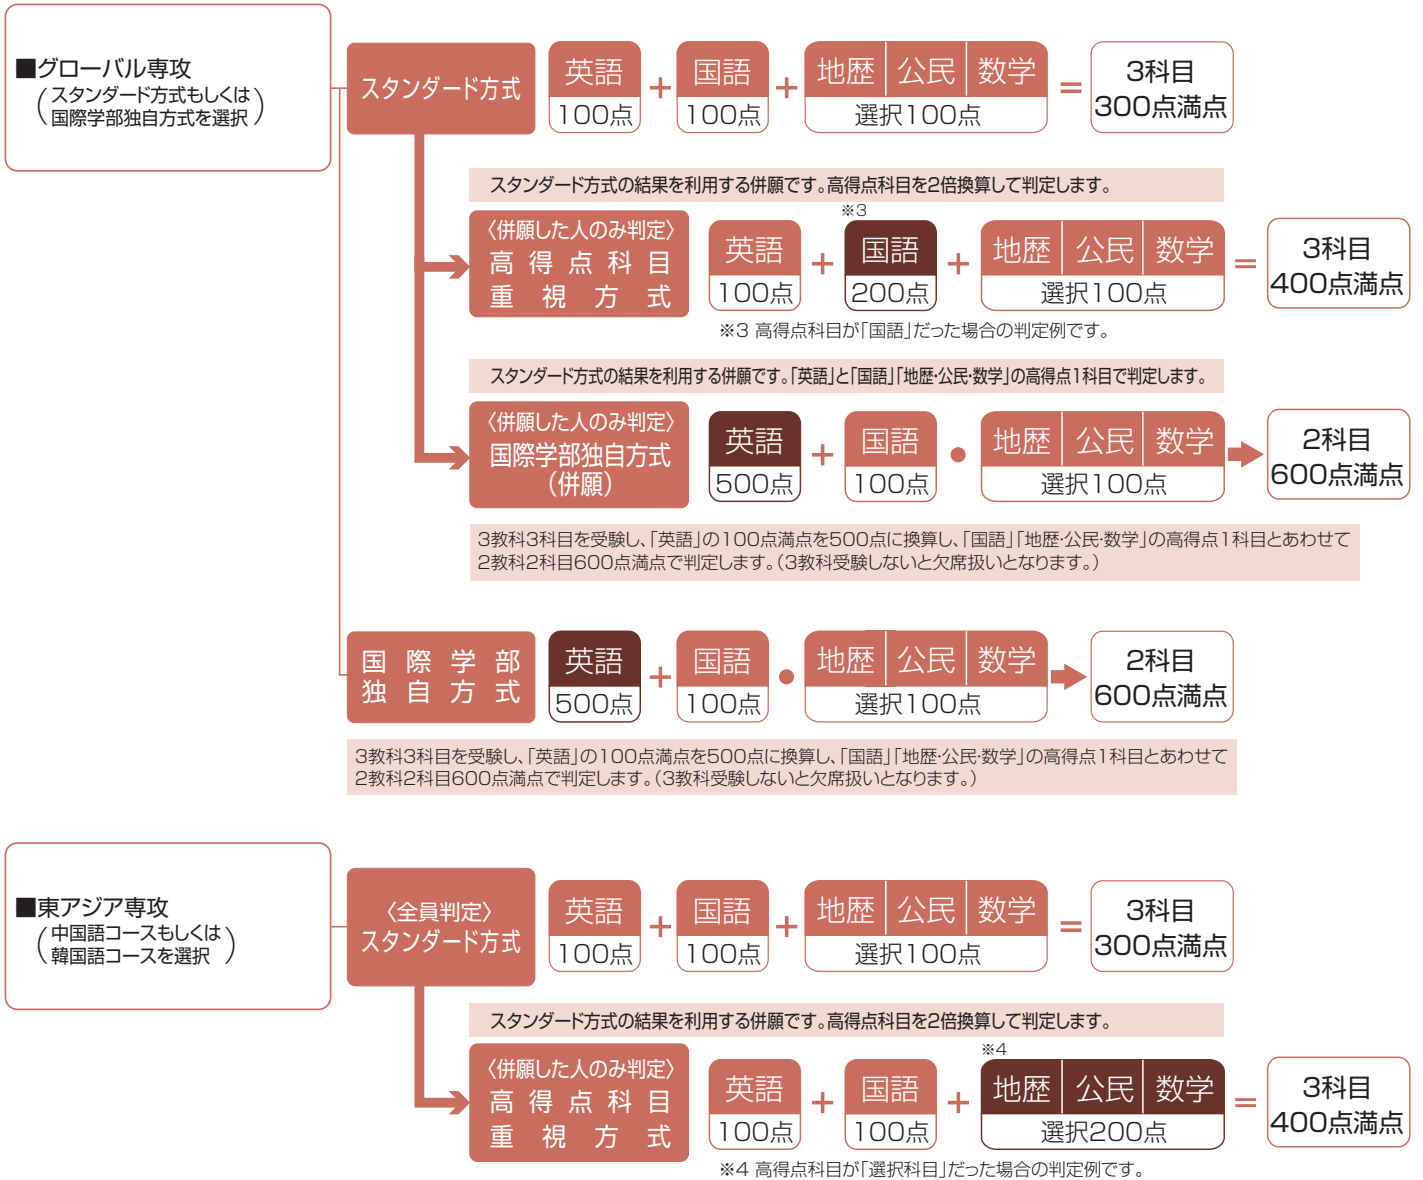 ■グローバル専攻
(スタンダード方式もしくは
国際学部独自方式を選択)
スタンダード方式
英語 + 国語 + 地歴 公民 数学 = 3科目
100点 100点 選択100点 300点満点
スタンダード方式の結果を利用する併願です。高得点科目を2倍換算して判定します。
※3
〈併願した人のみ判定〉
高得点科目
重視方式
英語 + 国語 + 地歴 公民 数学 = 3科目
100点 200点 選択100点 400点満点
※3 高得点科目が「国語」だった場合の判定例です。
スタンダード方式の結果を利用する併願です。「英語」と「国語」「地歴・公民・数学」の高得点1科目で判定します。
〈併願した人のみ判定〉
国際学部独自方式
(併願)
英語 + 国語 ● 地歴 公民 数学 → 2科目
500点 100点 選択100点 600点満点
3教科3科目を受験し、「英語」の100点満点を500点に換算し、「国語」「地歴・公民・数学」の高得点1科目とあわせて
2教科2科目600点満点で判定します。(3教科受験しないと欠席扱いとなります。)
国際学部
独自方式
英語 + 国語 ● 地歴 公民 数学 → 2科目
500点 100点 選択100点 600点満点
3教科3科目を受験し、「英語」の100点満点を500点に換算し、「国語」「地歴・公民・数学」の高得点1科目とあわせて
2教科2科目600点満点で判定します。(3教科受験しないと欠席扱いとなります。)
■東アジア専攻
(中国語コースもしくは
韓国語コースを選択)
〈全員判定〉
スタンダード方式
英語 + 国語 + 地歴 公民 数学 = 3科目
100点 100点 選択100点 300点満点
スタンダード方式の結果を利用する併願です。高得点科目を2倍換算して判定します。
※4
〈併願した人のみ判定〉
高得点科目
重視方式
英語 + 国語 + 地歴 公民 数学 = 3科目
100点 100点 選択200点 400点満点
※4 高得点科目が「選択科目」だった場合の判定例です。